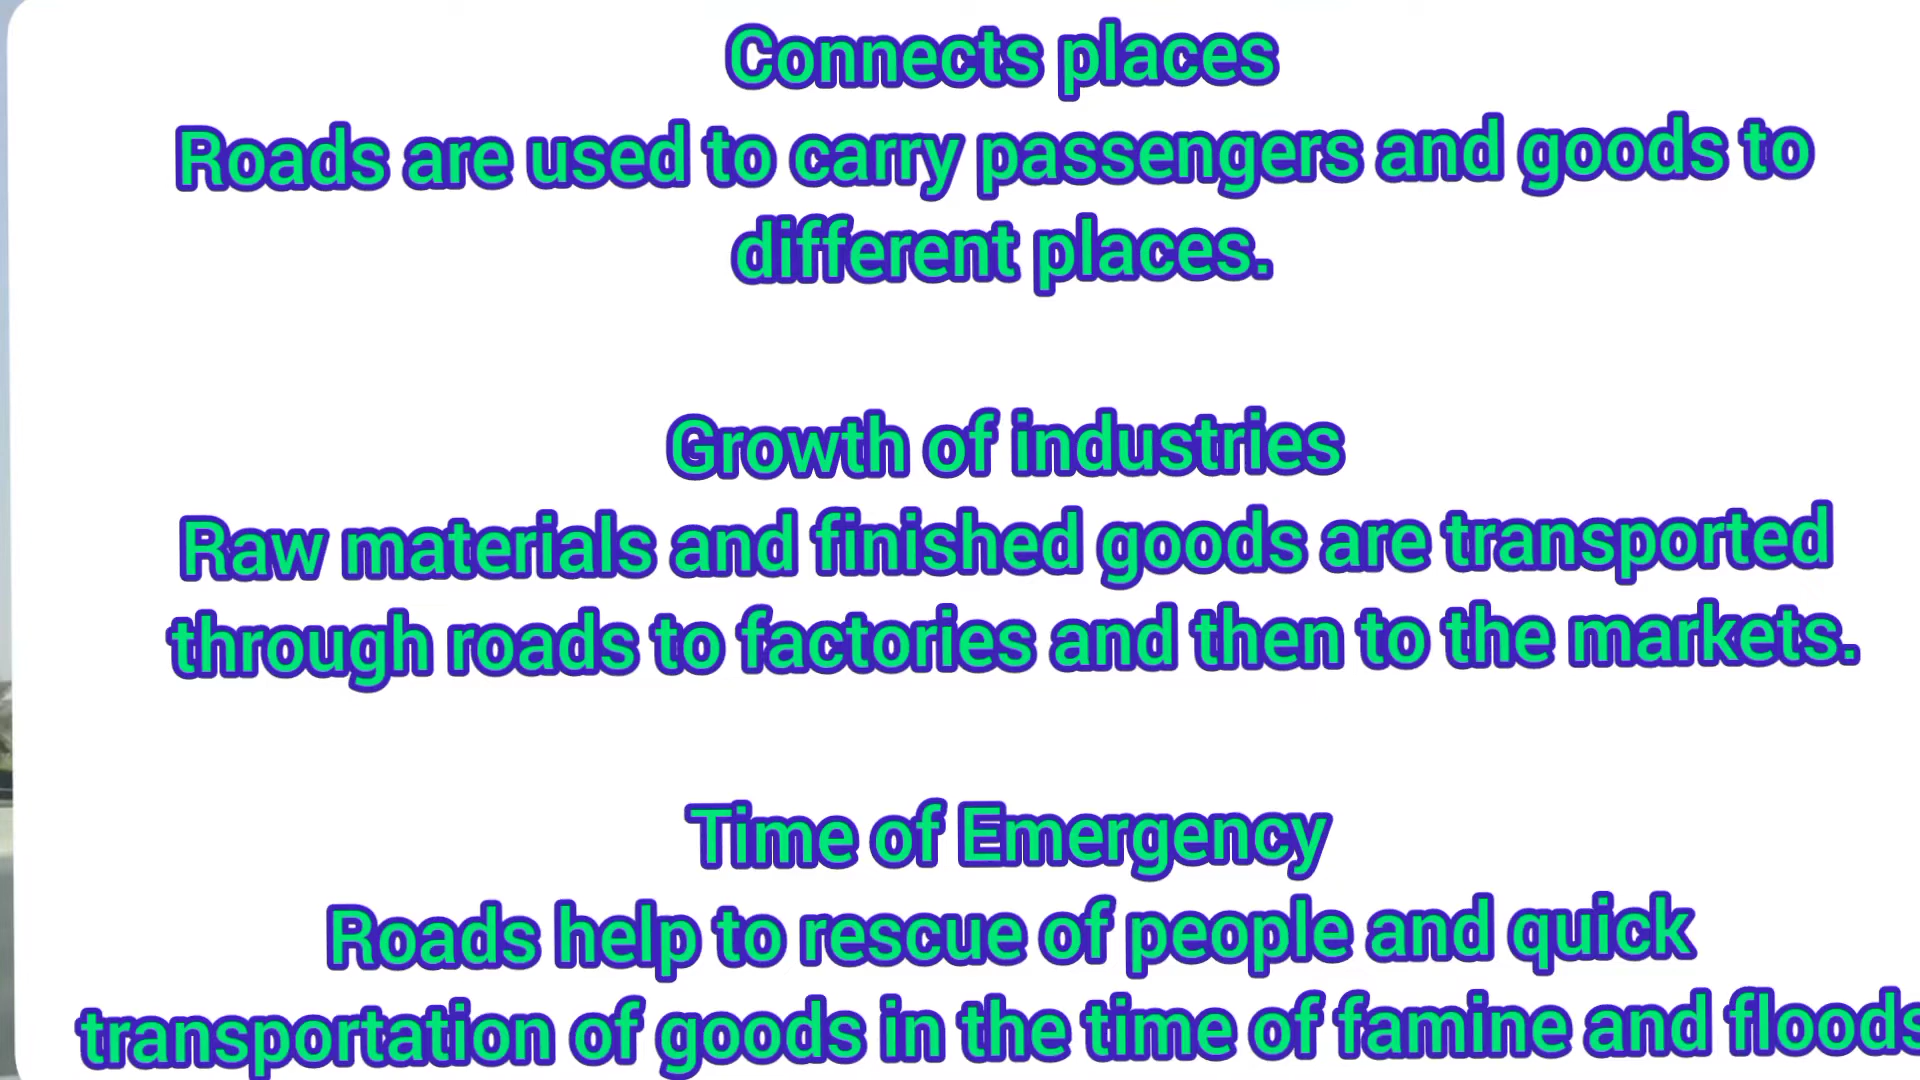 Connects places
Roads are used to carry passengers and goods to
different places.
Growth of industries
Raw materials and finished goods are transported
through roads to factories and then to the markets.
Time of Emergency
Roads help to rescue of people and quick
transportation of goods in the time of famine and floods